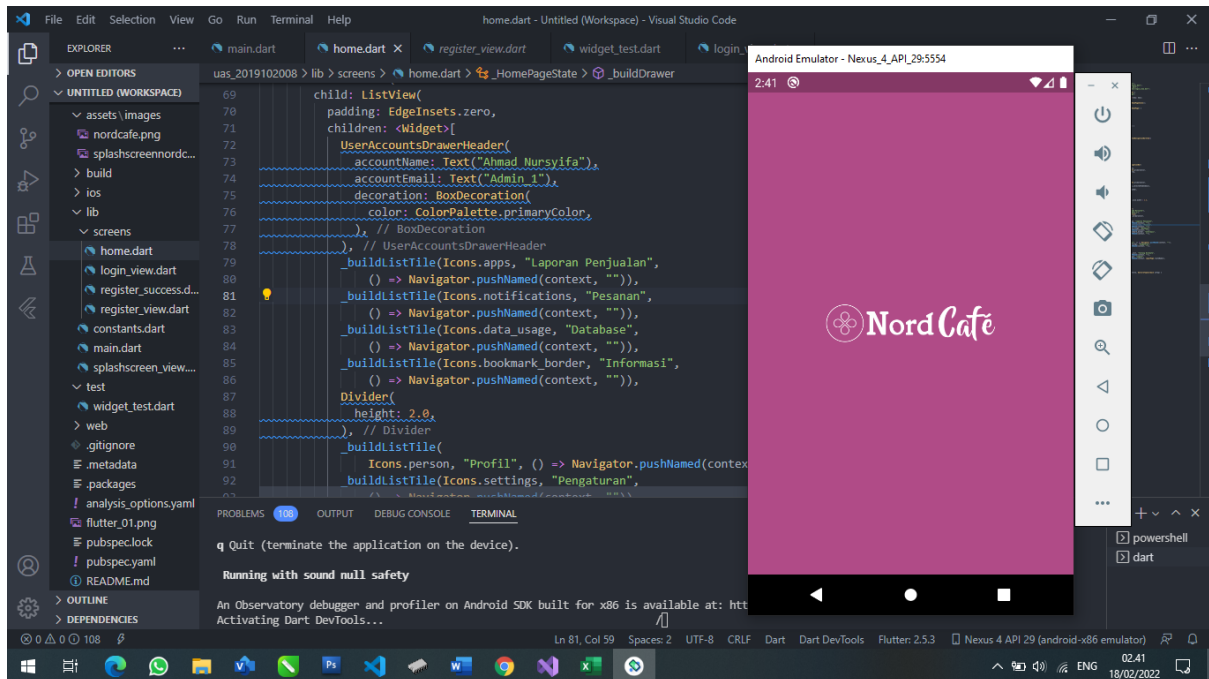 File Edit Selection View Go Run Terminal Help home.dart - Untitled (Workspace) - Visual Studio Code
EXPLORER
main.dart home.dart register_view.dart widget_test.dart
OPEN EDITORS
UNTITLED (WORKSPACE)
assets\images
nordcafe.png
splashscreennordc...
build
ios
lib
screens
home.dart
login_view.dart
register_success.d...
register_view.dart
constants.dart
main.dart
splashscreen_view....
test
widget_test.dart
web
.gitignore
.metadata
.packages
analysis_options.yaml
flutter_01.png
pubspec.lock
pubspec.yaml
README.md
OUTLINE
DEPENDENCIES
uas_2019102008 > lib > screens > home.dart > _HomePageState > _buildDrawer
69 child: ListView(
70 padding: EdgeInsets.zero,
71 children: <Widget>[
72 UserAccountsDrawerHeader(
73 accountName: Text("Ahmad Nursyifa"),
74 accountEmail: Text("Admin_1"),
75 decoration: BoxDecoration(
76 color: ColorPalette.primaryColor,
77 ), // BoxDecoration
78 ), // UserAccountsDrawerHeader
79 _buildListTile(Icons.apps, "Laporan Penjualan",
80 () => Navigator.pushNamed(context, "")),
81 _buildListTile(Icons.notifications, "Pesanan",
82 () => Navigator.pushNamed(context, "")),
83 _buildListTile(Icons.data_usage, "Database",
84 () => Navigator.pushNamed(context, "")),
85 _buildListTile(Icons.bookmark_border, "Informasi",
86 () => Navigator.pushNamed(context, "")),
87 Divider(
88 height: 2.0,
89 ), // Divider
90 _buildListTile(
91 Icons.person, "Profil", () => Navigator.pushNamed(contex
92 _buildListTile(Icons.settings, "Pengaturan",
Android Emulator - Nexus_4_API_29:5554
2:41
Nord Café
PROBLEMS 108 OUTPUT DEBUG CONSOLE TERMINAL
q Quit (terminate the application on the device).
Running with sound null safety
An Observatory debugger and profiler on Android SDK built for x86 is available at: htt
Activating Dart DevTools...
powershell
dart
0 0 108 Ln 81, Col 59 Spaces: 2 UTF-8 CRLF Dart Dart DevTools Flutter: 2.5.3 Nexus 4 API 29 (android-x86 emulator)
ENG
02.41
18/02/2022